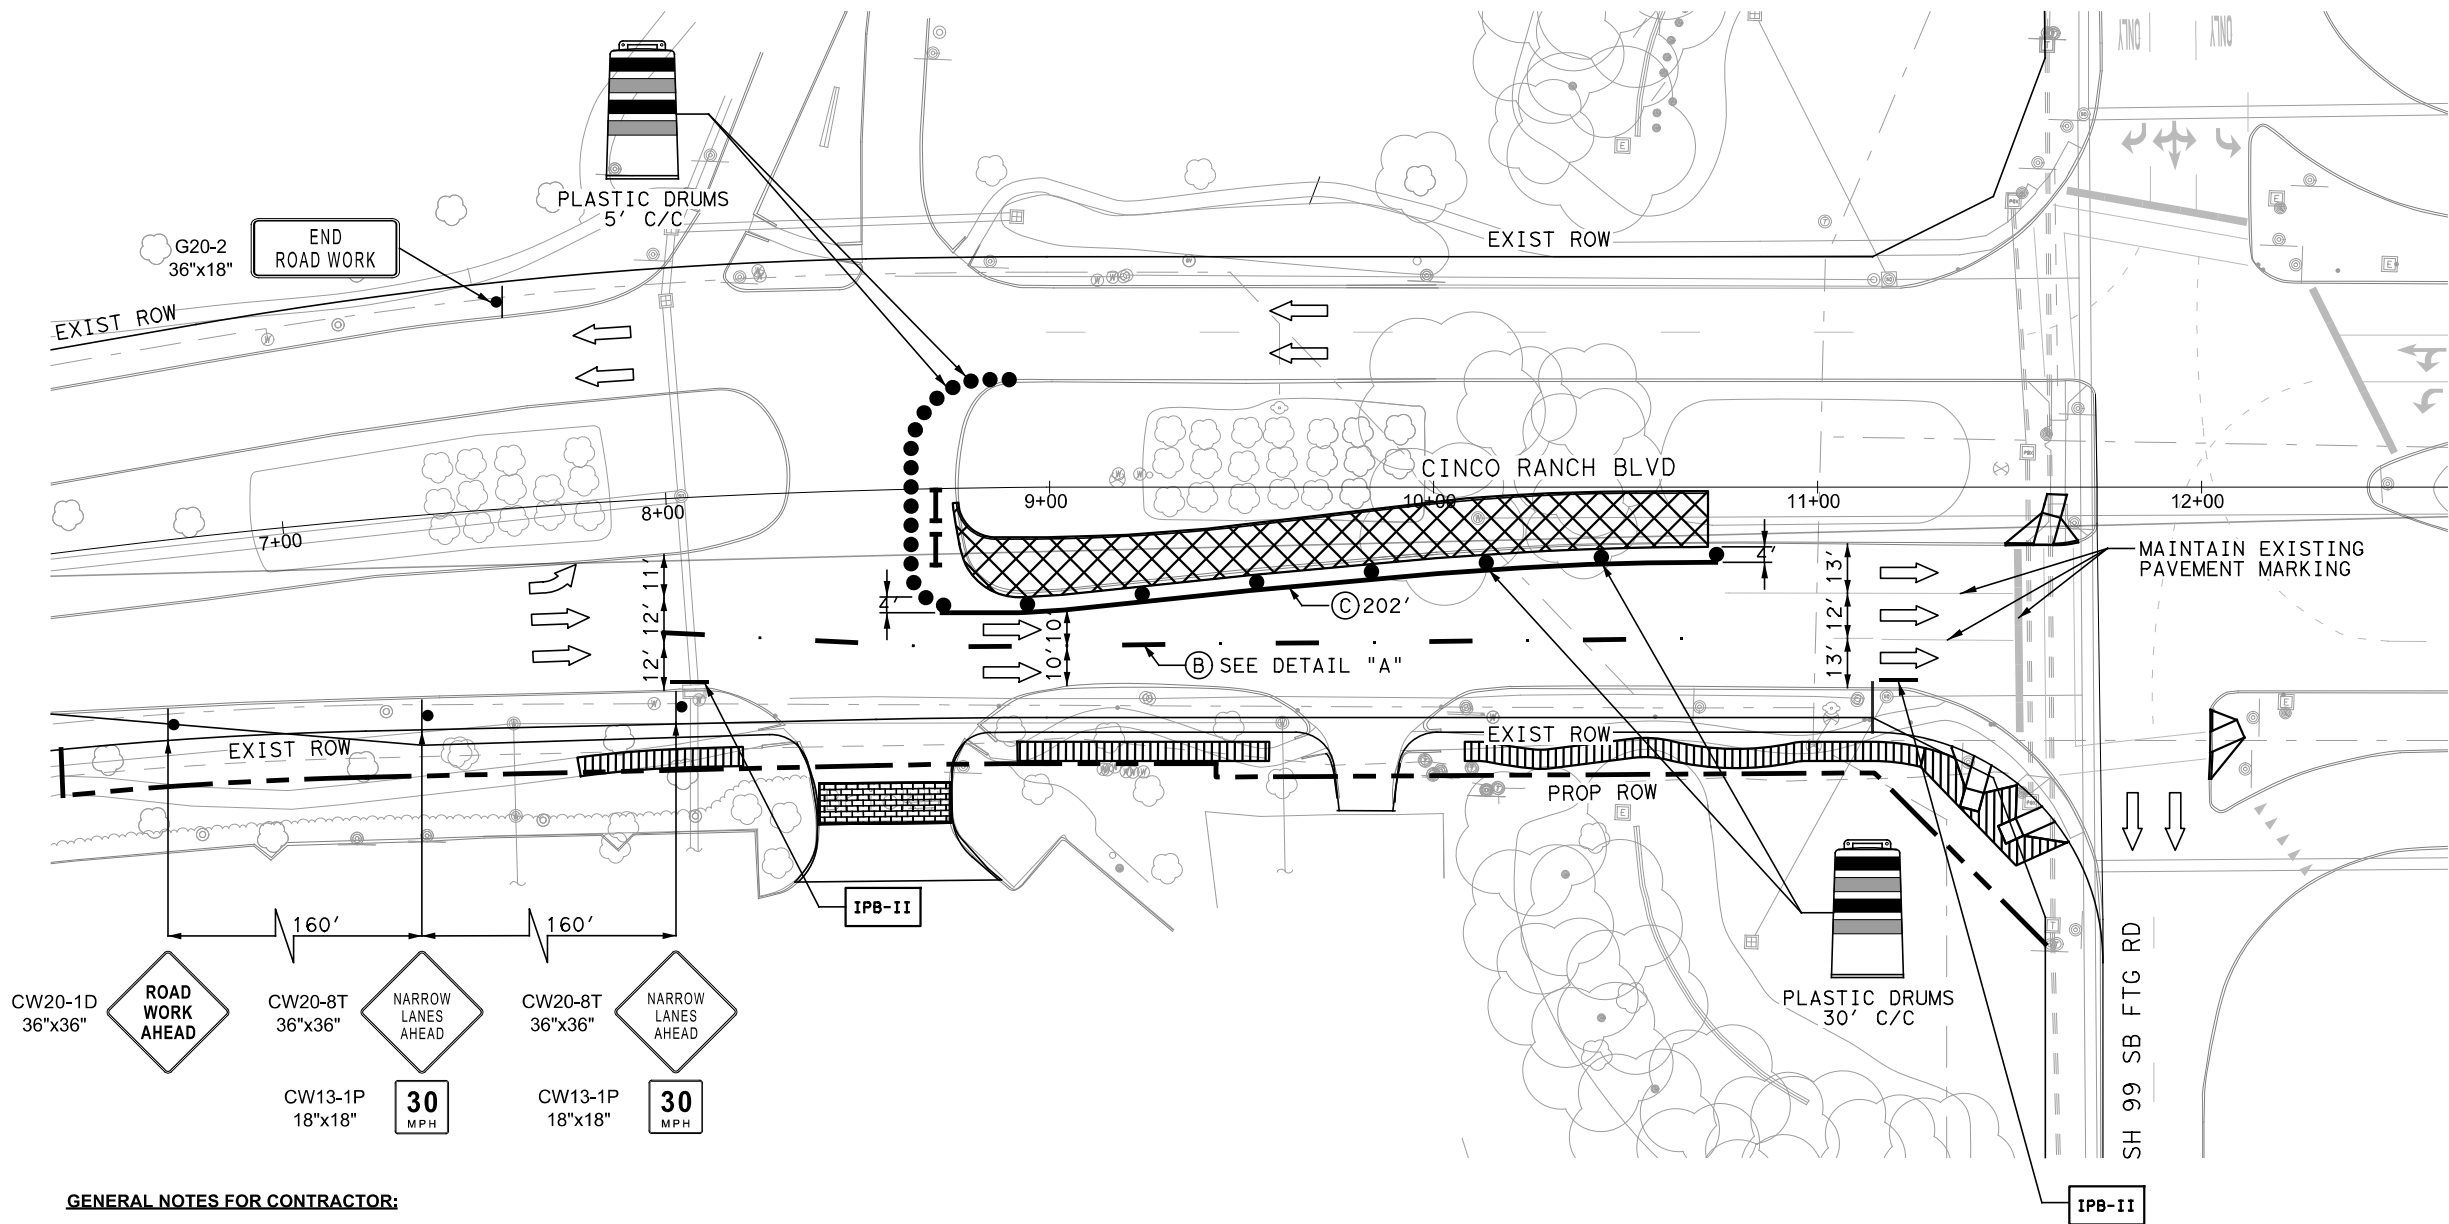 ONLY
ONLY
PLASTIC DRUMS
5' C/C
G20-2
36"x18"
END
ROAD WORK
EXIST ROW
EXIST ROW
CINCO RANCH BLVD
7+00
8+00
9+00
10+00
11+00
12+00
MAINTAIN EXISTING
PAVEMENT MARKING
11'
12'
12'
4'
10'
10'
4'
13'
12'
13'
C 202'
B SEE DETAIL "A"
EXIST ROW
EXIST ROW
PROP ROW
IPB-II
160'
160'
PLASTIC DRUMS
30' C/C
SH 99 SB FTG RD
CW20-1D
36"x36"
ROAD
WORK
AHEAD
CW20-8T
36"x36"
NARROW
LANES
AHEAD
CW20-8T
36"x36"
NARROW
LANES
AHEAD
CW13-1P
18"x18"
30
MPH
CW13-1P
18"x18"
30
MPH
IPB-II
GENERAL NOTES FOR CONTRACTOR: